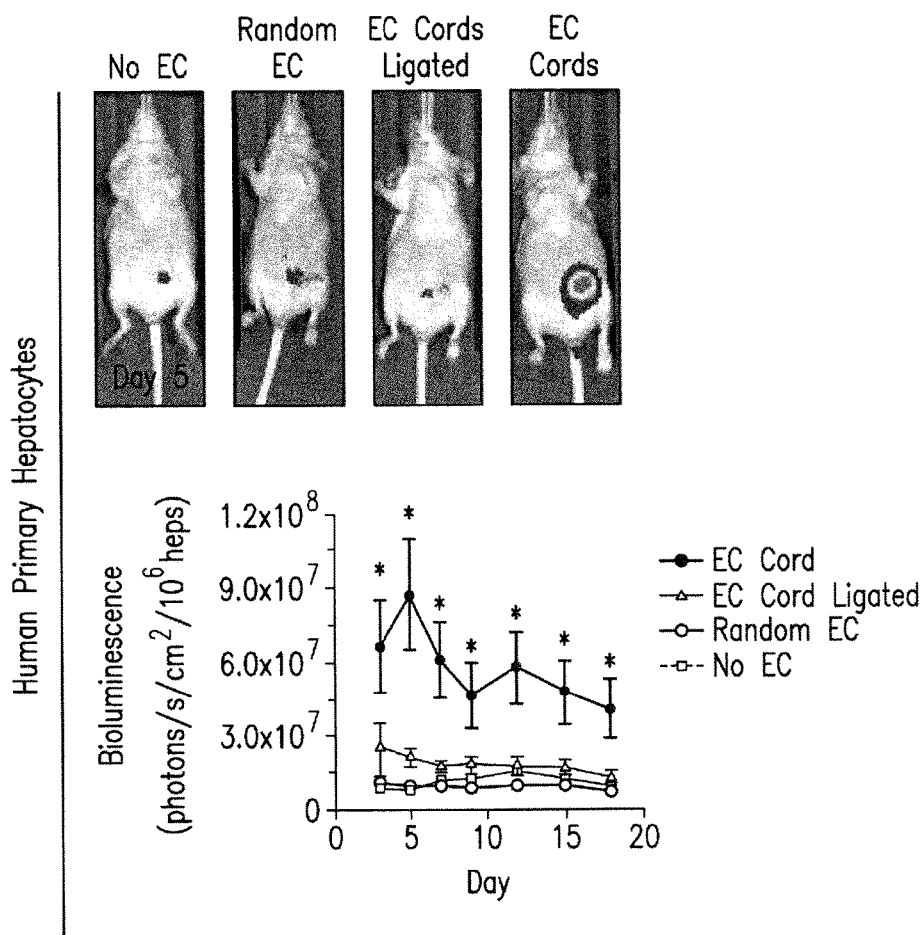 No EC
Random
EC
EC Cords
Ligated
EC
Cords
Day 5
Human Primary Hepatocytes
Bioluminescence
(photons/s/cm²/10⁶ heps)
1.2x10⁸
9.0x10⁷
6.0x10⁷
3.0x10⁷
0
* * * * * * *
0 5 10 15 20
Day
EC Cord
EC Cord Ligated
Random EC
No EC